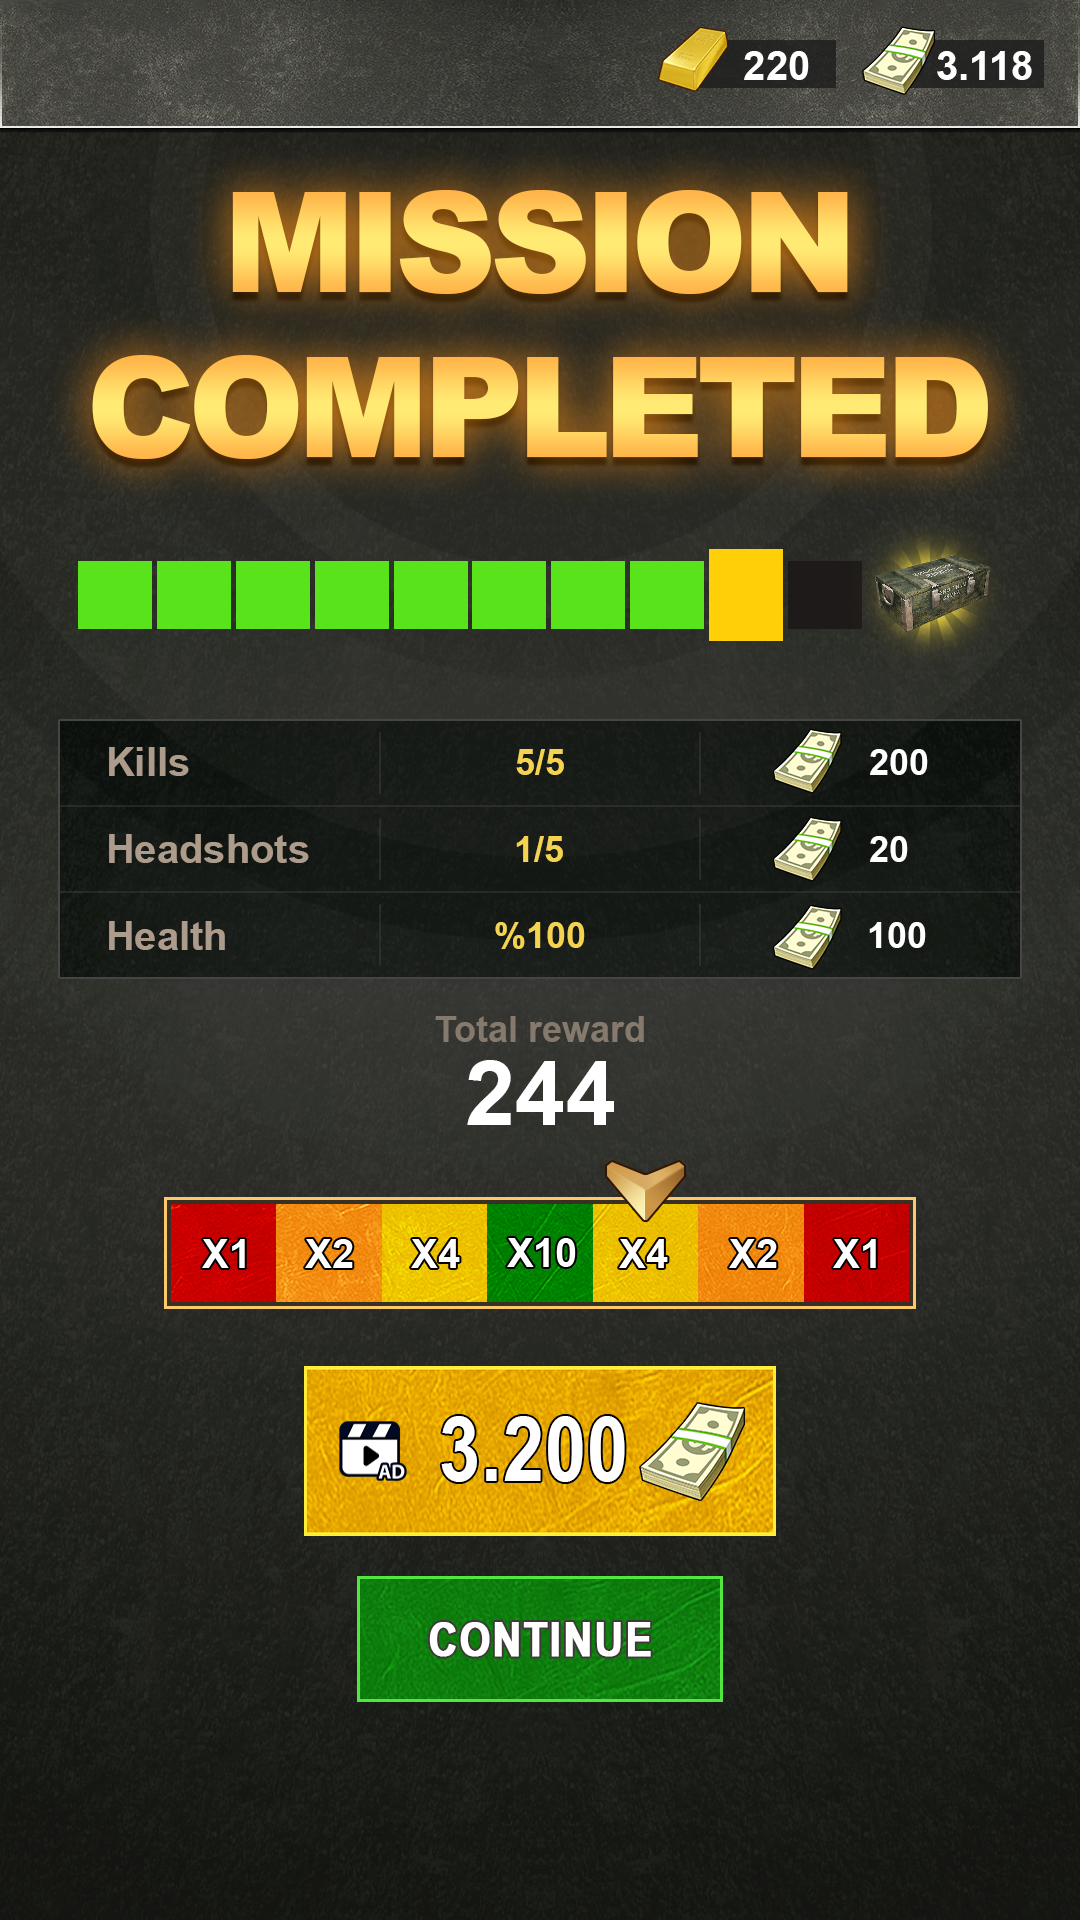 220 3.118
MISSION
COMPLETED
Kills 5/5 200
Headshots 1/5 20
Health %100 100
Total reward
244
X1 X2 X4 X10 X4 X2 X1
AD 3.200
CONTINUE